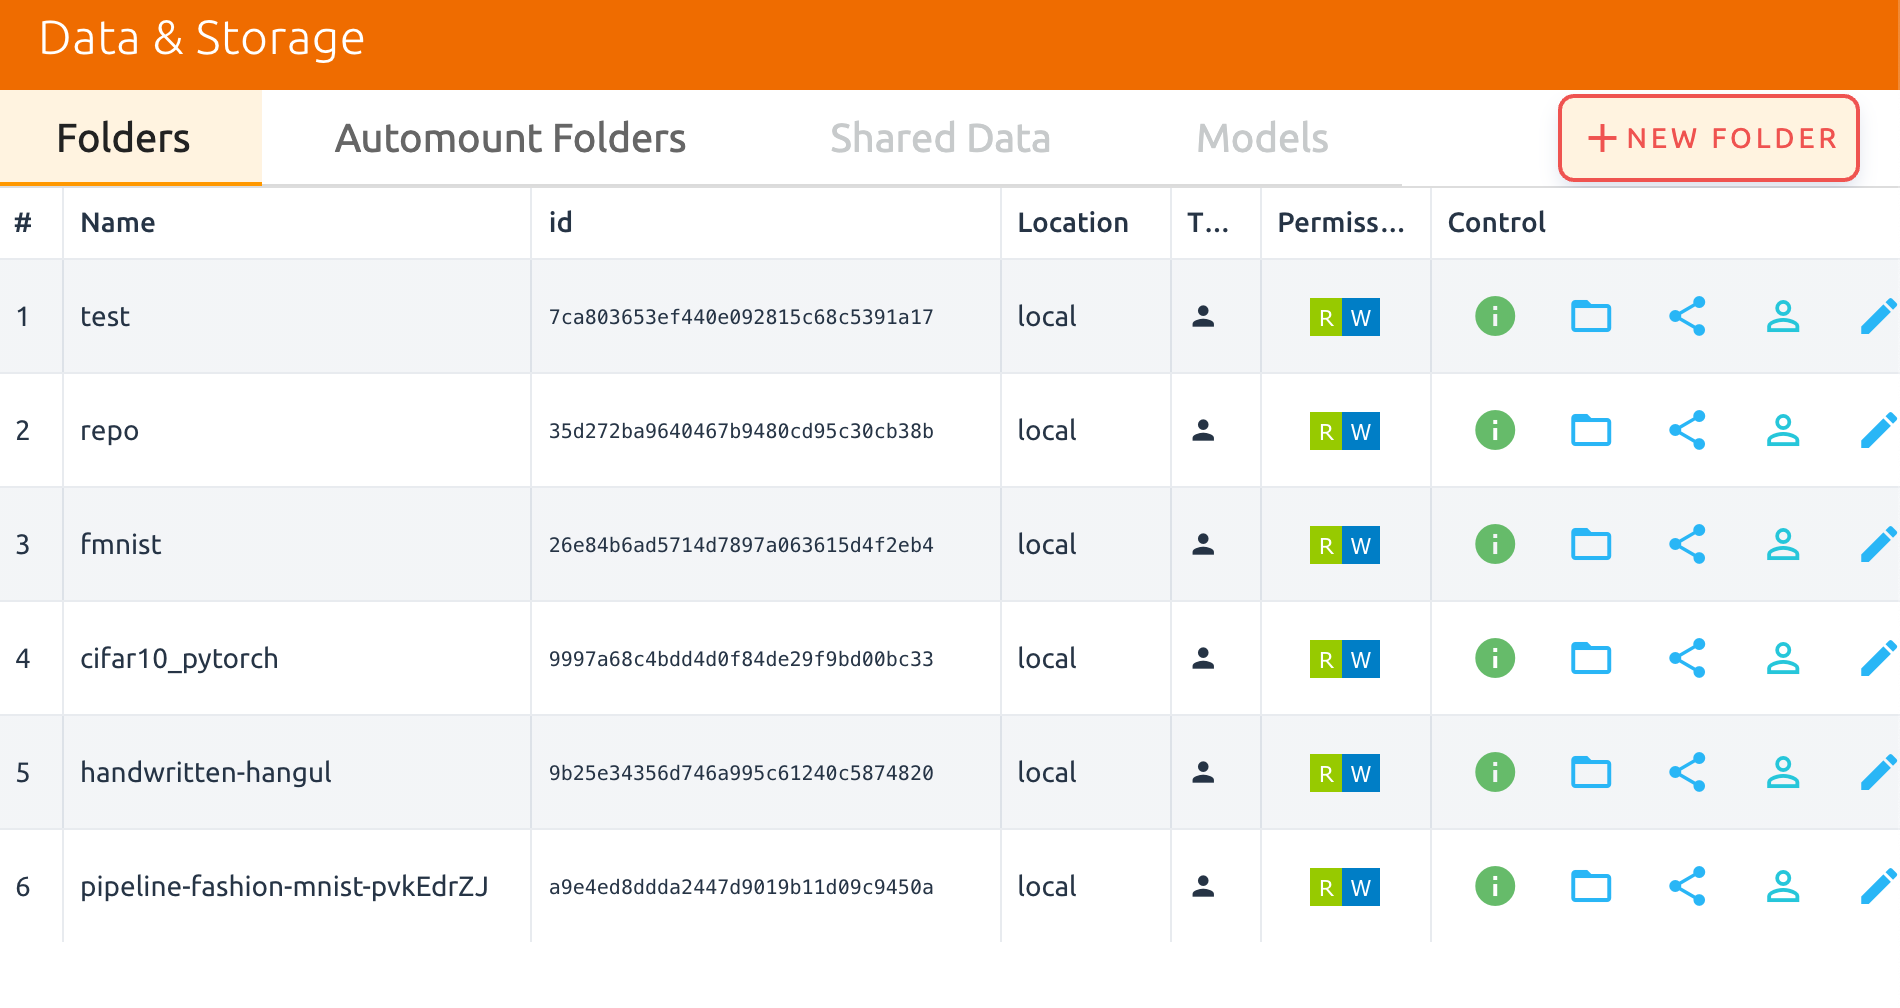 Data & Storage
Folders Automount Folders Shared Data Models + NEW FOLDER
# Name id Location T... Permiss... Control
1 test 7ca803653ef440e092815c68c5391a17 local R W
2 repo 35d272ba9640467b9480cd95c30cb38b local R W
3 fmnist 26e84b6ad5714d7897a063615d4f2eb4 local R W
4 cifar10_pytorch 9997a68c4bdd4d0f84de29f9bd00bc33 local R W
5 handwritten-hangul 9b25e34356d746a995c61240c5874820 local R W
6 pipeline-fashion-mnist-pvkEdrZJ a9e4ed8ddda2447d9019b11d09c9450a local R W